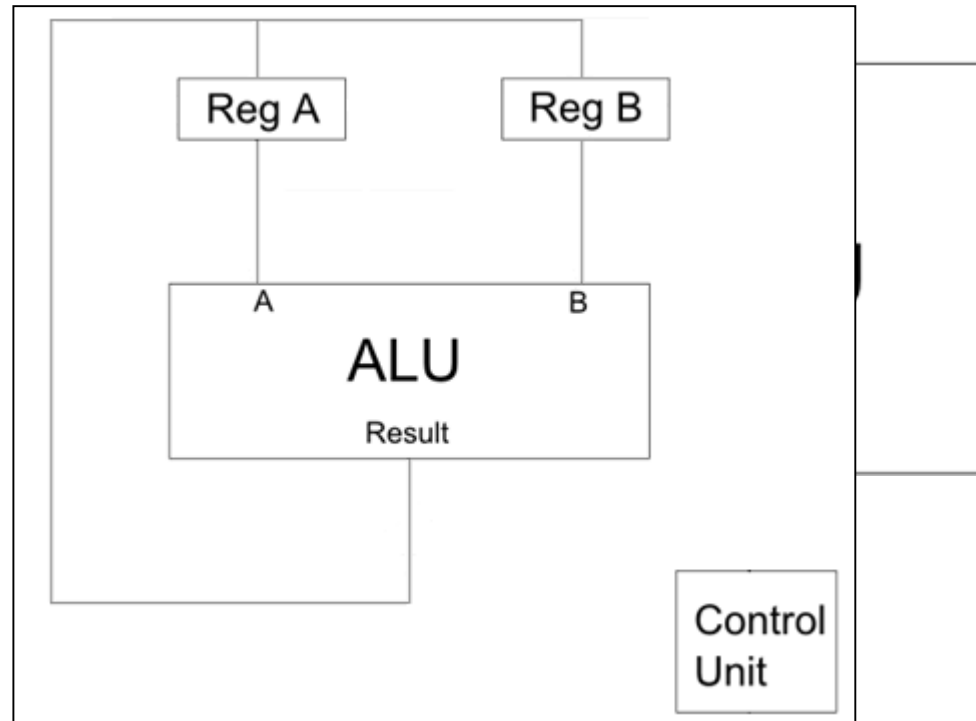 Reg A
Reg B
A
B
ALU
Result
Control
Unit